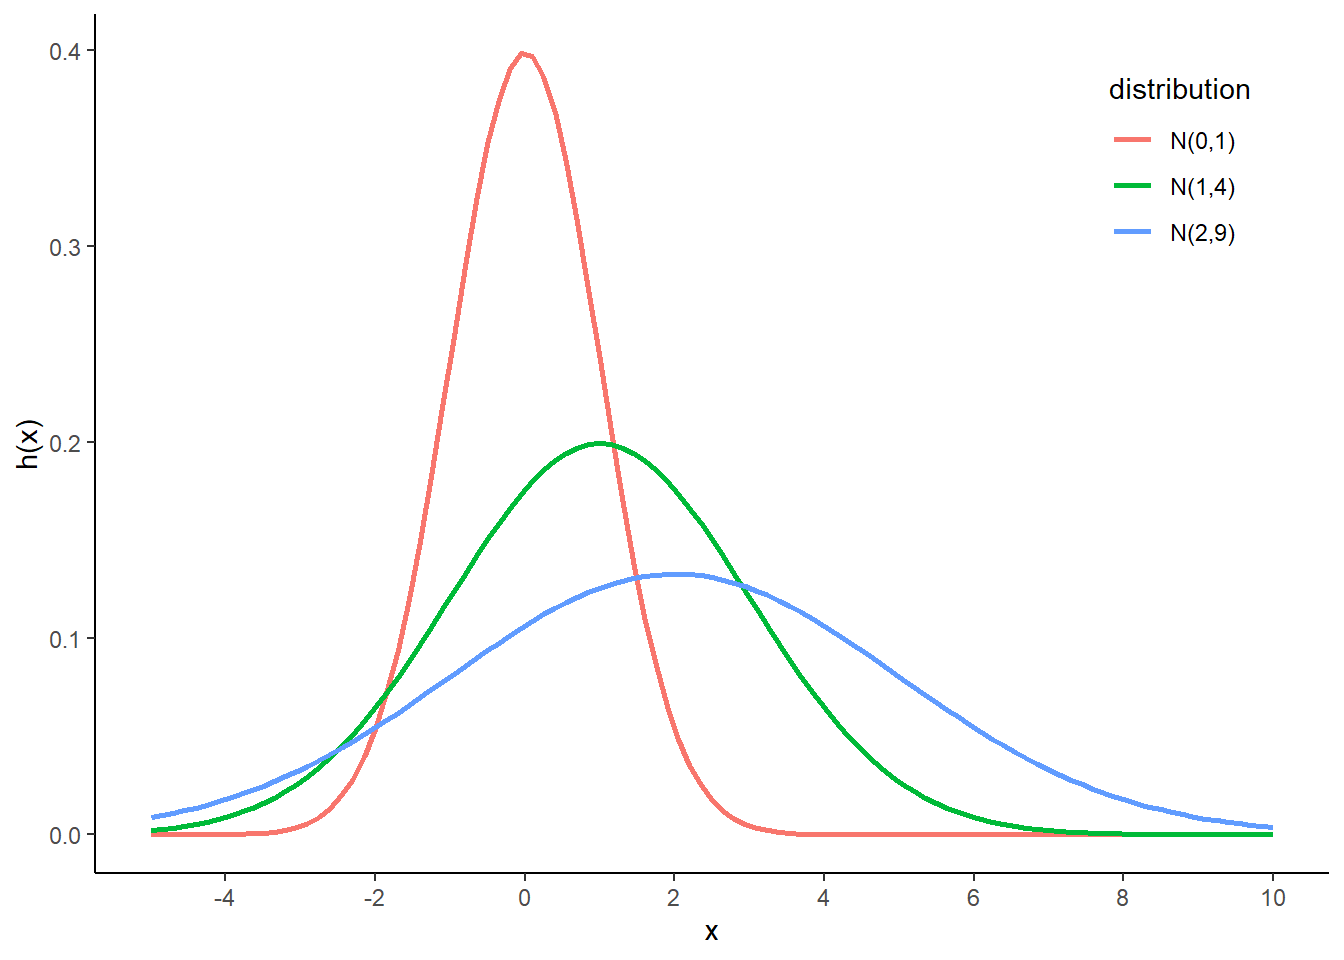 distribution
N(0,1)
N(1,4)
N(2,9)
h(x)
0.4
0.3
0.2
0.1
0.0
-4 -2 0 2 4 6 8 10
x